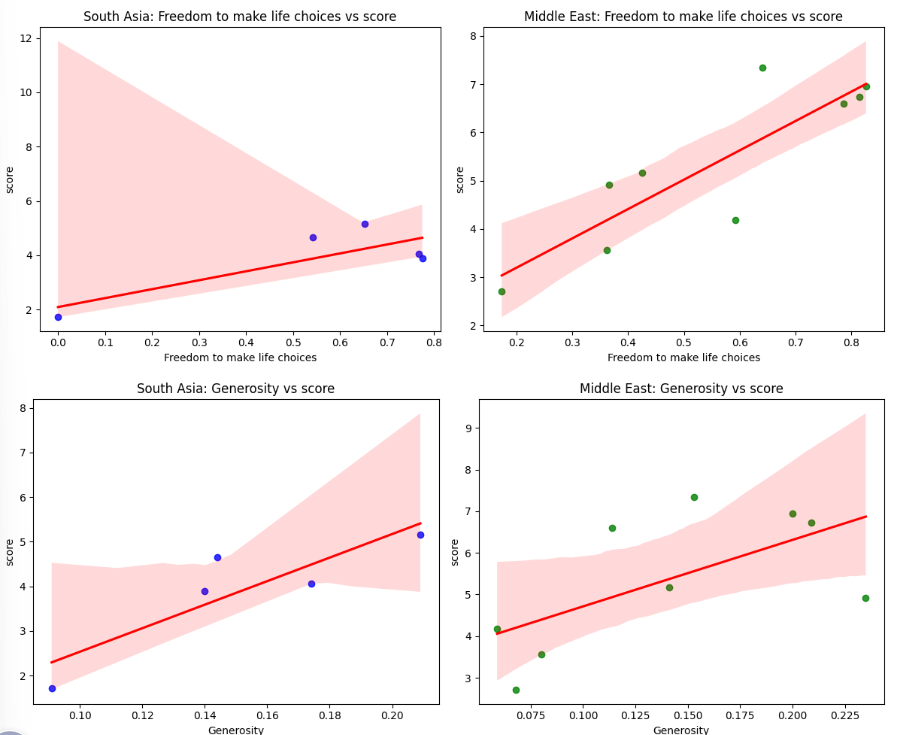 South Asia: Freedom to make life choices vs score
12
10
8
6
4
2
score
0.0 0.1 0.2 0.3 0.4 0.5 0.6 0.7 0.8
Freedom to make life choices
Middle East: Freedom to make life choices vs score
8
7
6
5
4
3
2
score
0.2 0.3 0.4 0.5 0.6 0.7 0.8
Freedom to make life choices
South Asia: Generosity vs score
8
7
6
5
4
3
2
score
0.10 0.12 0.14 0.16 0.18 0.20
Generosity
Middle East: Generosity vs score
9
8
7
6
5
4
3
score
0.075 0.100 0.125 0.150 0.175 0.200 0.225
Generosity